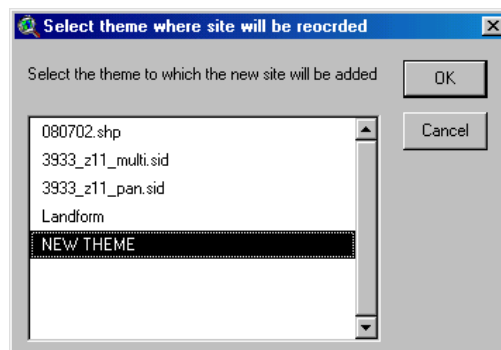 Select theme where site will be reocrded
Select the theme to which the new site will be added
OK
Cancel
080702.shp
3933_z11_multi.sid
3933_z11_pan.sid
Landform
NEW THEME